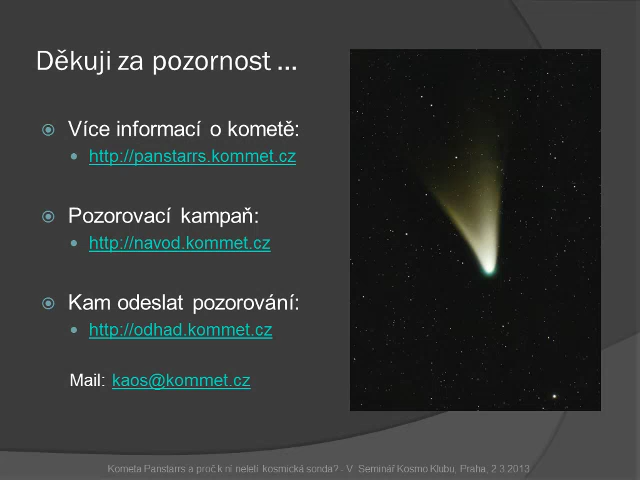 Děkuji za pozornost ...
Více informací o kometě:
http://panstarrs.kommet.cz
Pozorovací kampaň:
http://navod.kommet.cz
Kam odeslat pozorování:
http://odhad.kommet.cz
Mail: kaos@kommet.cz
Kometa Panstarrs a proč k ní neletí kosmická sonda? - V. Seminář Kosmo Klubu, Praha, 2.3.2013